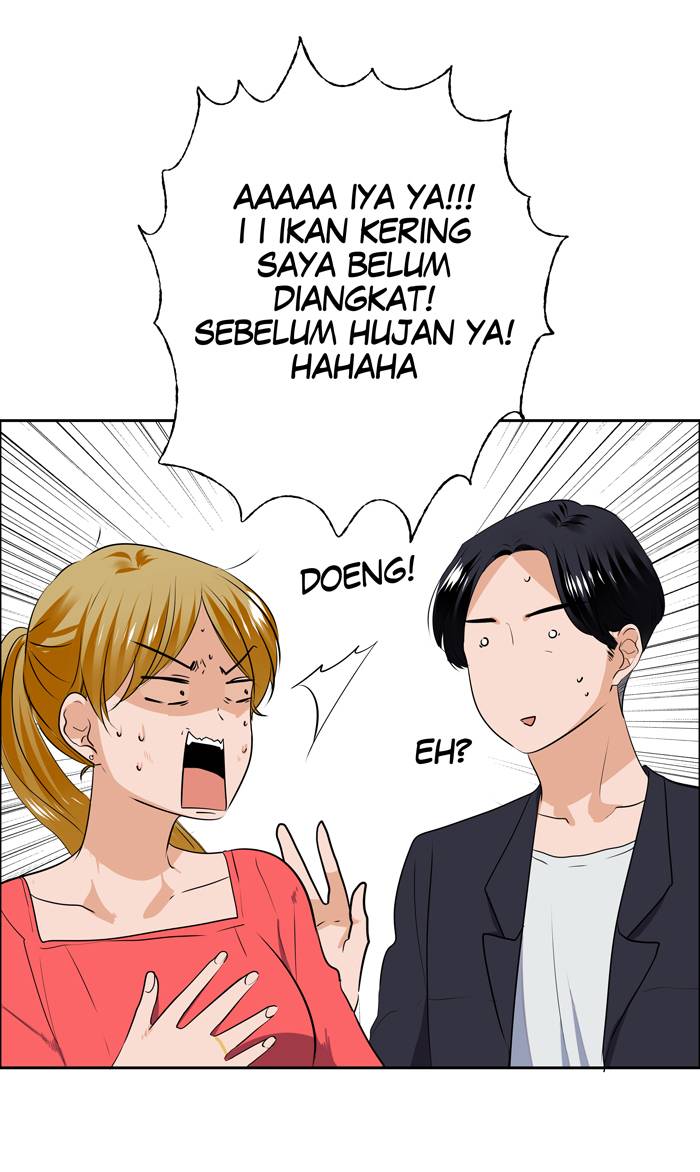 AAAAA IYA YA!!!
I I IKAN KERING
SAYA BELUM
DIANGKAT!
SEBELUM HUJAN YA!
HAHAHA
DOENG!
EH?